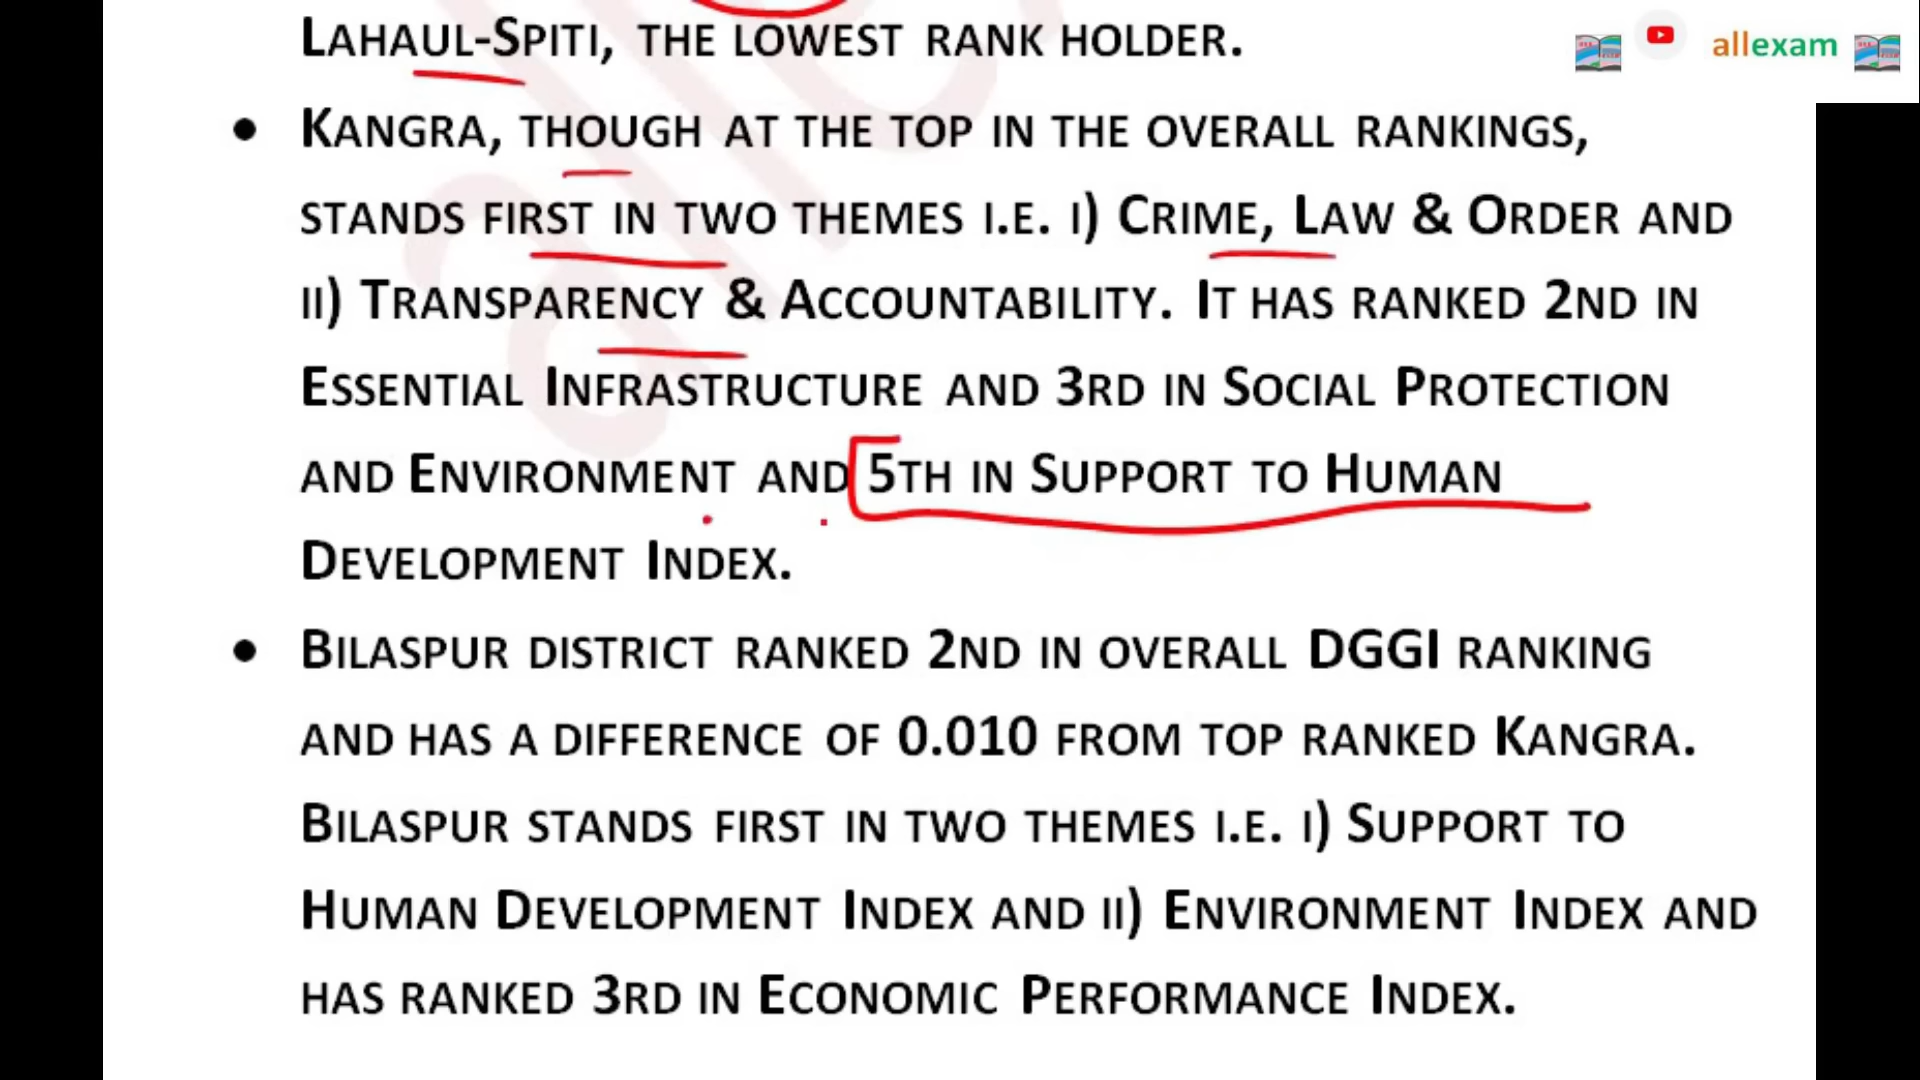 LAHAUL-SPITI, THE LOWEST RANK HOLDER.
allexam
• KANGRA, THOUGH AT THE TOP IN THE OVERALL RANKINGS,
STANDS FIRST IN TWO THEMES I.E. I) CRIME, LAW & ORDER AND
II) TRANSPARENCY & ACCOUNTABILITY. IT HAS RANKED 2ND IN
ESSENTIAL INFRASTRUCTURE AND 3RD IN SOCIAL PROTECTION
AND ENVIRONMENT AND 5TH IN SUPPORT TO HUMAN
DEVELOPMENT INDEX.
• BILASPUR DISTRICT RANKED 2ND IN OVERALL DGGI RANKING
AND HAS A DIFFERENCE OF 0.010 FROM TOP RANKED KANGRA.
BILASPUR STANDS FIRST IN TWO THEMES I.E. I) SUPPORT TO
HUMAN DEVELOPMENT INDEX AND II) ENVIRONMENT INDEX AND
HAS RANKED 3RD IN ECONOMIC PERFORMANCE INDEX.